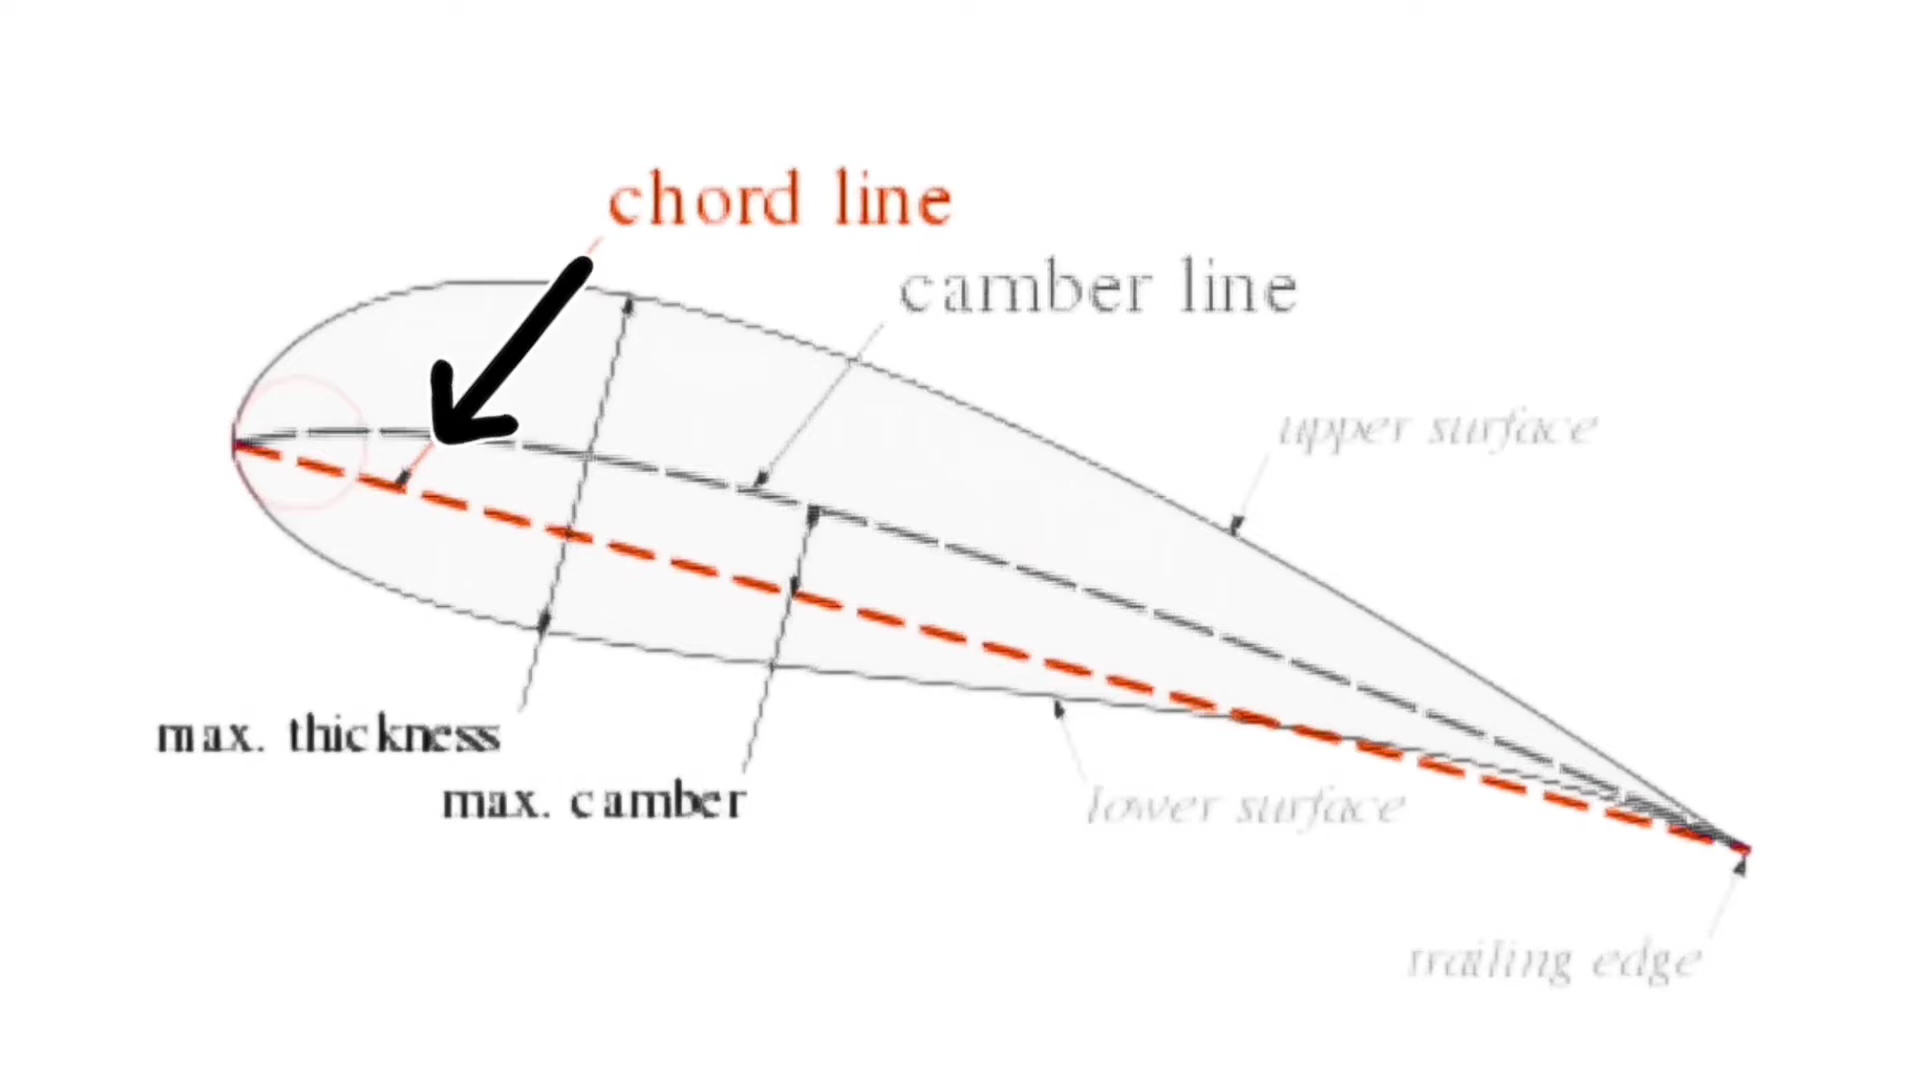 chord line
camber line
upper surface
max. thickness
max. camber
lower surface
trailing edge